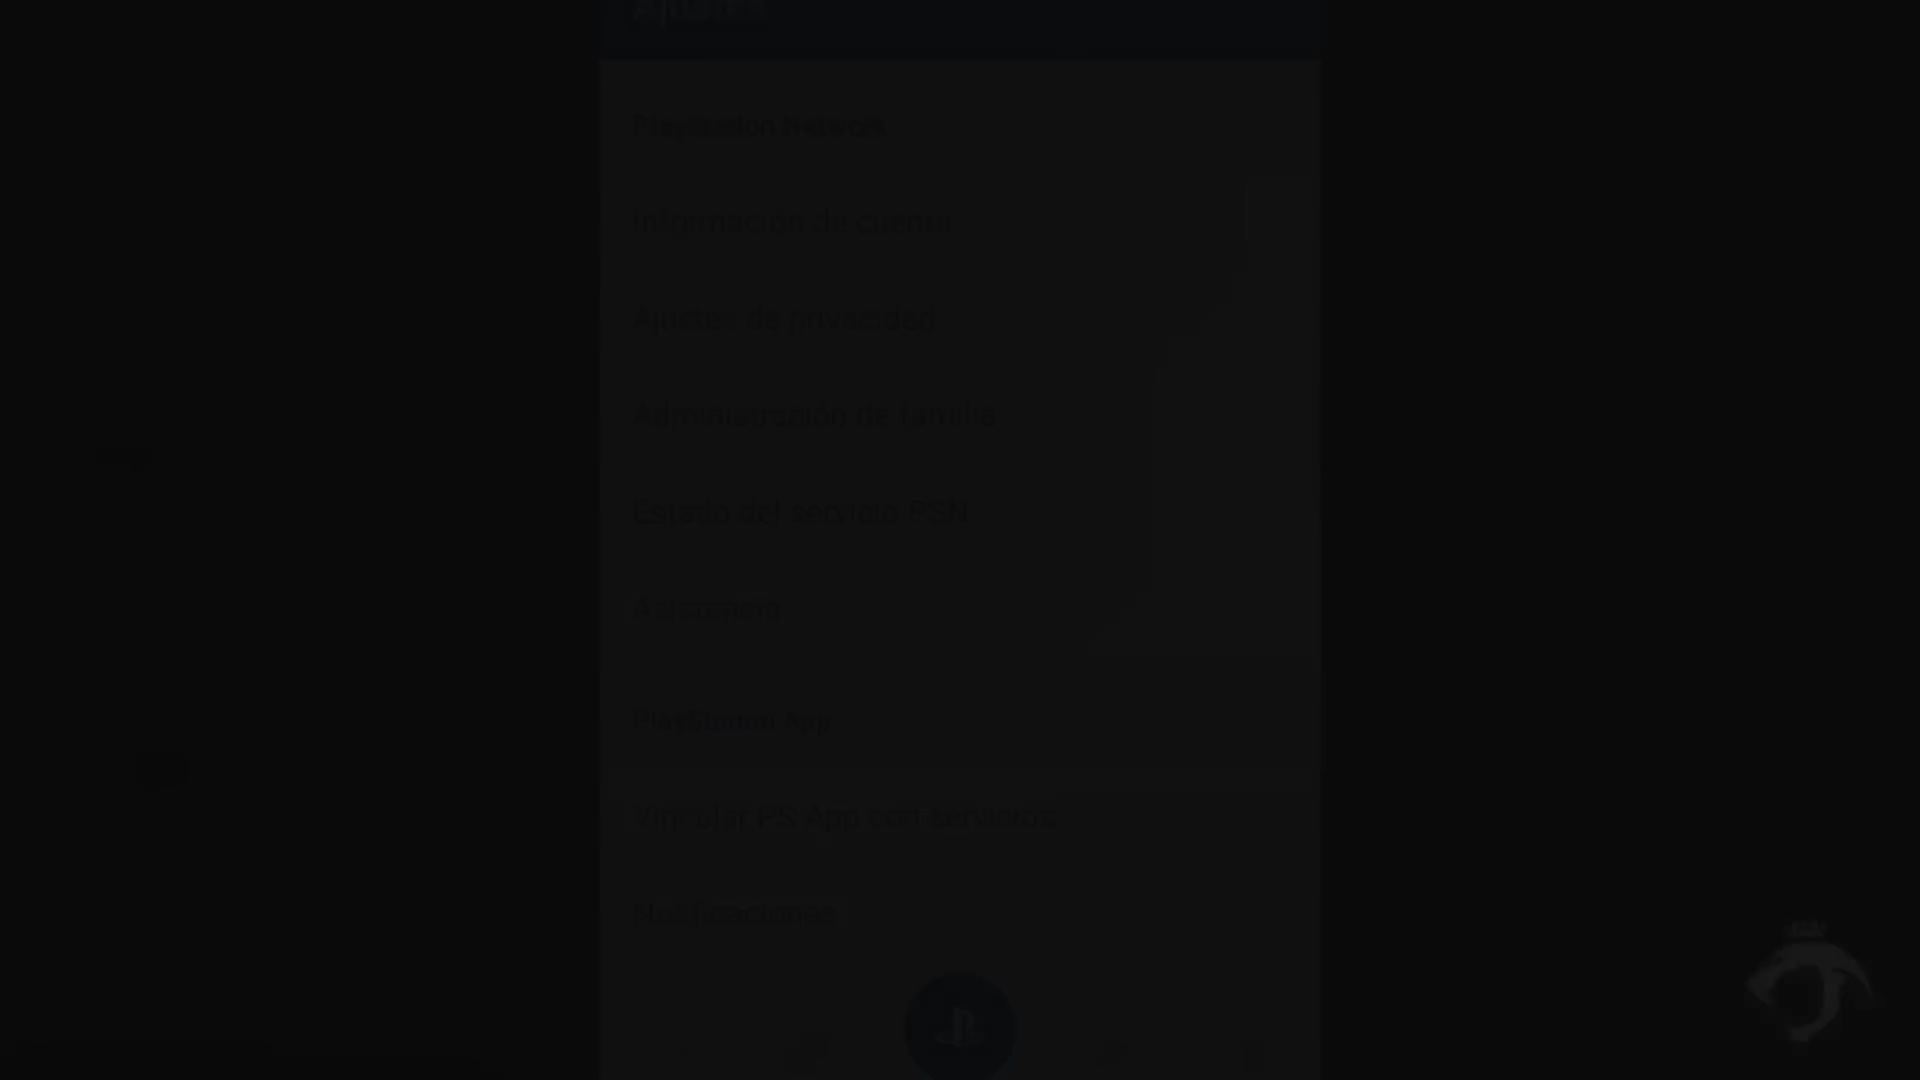 Ajustes
PlayStation Network
Información de cuenta
Ajustes de privacidad
Administración de familia
Estado del servicio PSN
Asistencia
PlayStation App
Vincular PS App con servicios
Notificaciones